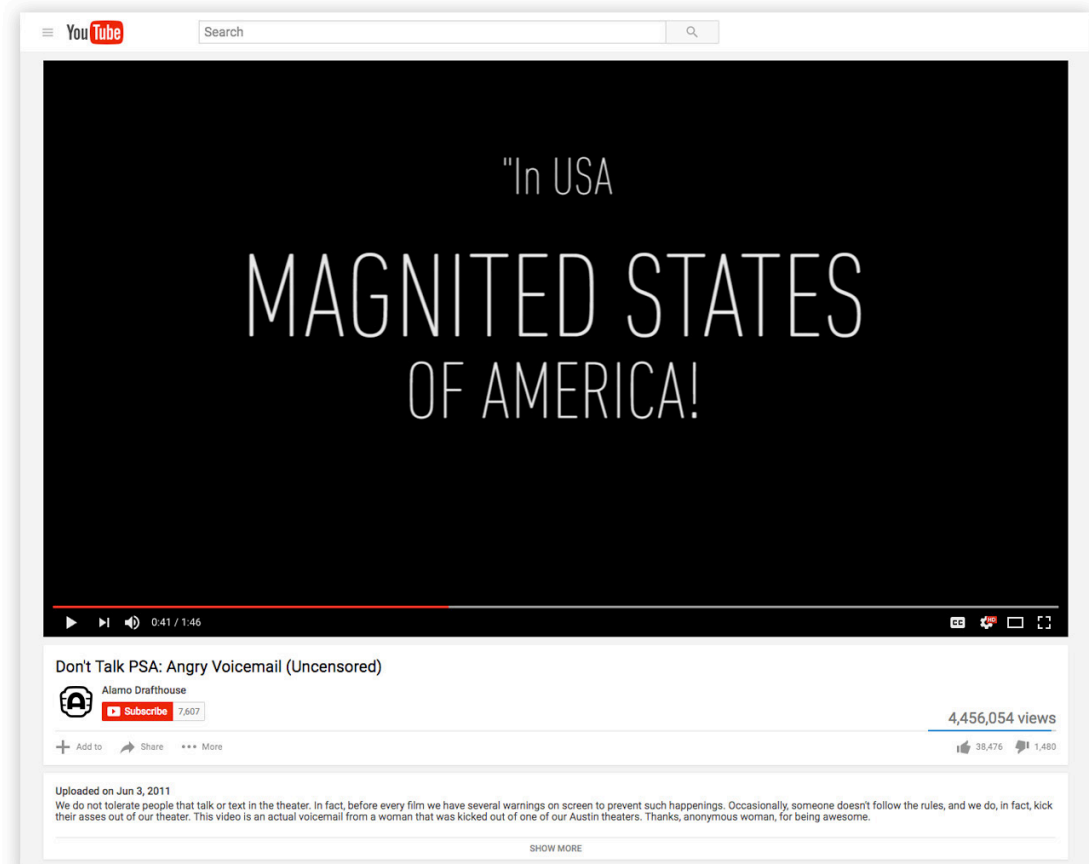 You Tube
Search
"In USA
MAGNITED STATES
OF AMERICA!
0:41 / 1:46
CC
HD
Don't Talk PSA: Angry Voicemail (Uncensored)
A
Alamo Drafthouse
Subscribe 7,607
4,456,054 views
Add to Share More
38,476 1,480
Uploaded on Jun 3, 2011
We do not tolerate people that talk or text in the theater. In fact, before every film we have several warnings on screen to prevent such happenings. Occasionally, someone doesn't follow the rules, and we do, in fact, kick
their asses out of our theater. This video is an actual voicemail from a woman that was kicked out of one of our Austin theaters. Thanks, anonymous woman, for being awesome.
SHOW MORE